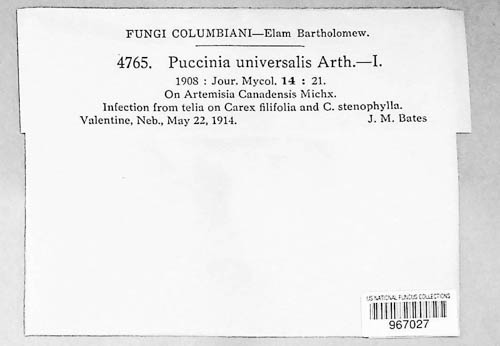 FUNGI COLUMBIANI—Elam Bartholomew.
4765. Puccinia universalis Arth.—I.
1908 : Jour. Mycol. 14 : 21.
On Artemisia Canadensis Michx.
Infection from telia on Carex filifolia and C. stenophylla.
Valentine, Neb., May 22, 1914. J. M. Bates
US NATIONAL FUNGUS COLLECTIONS
967027